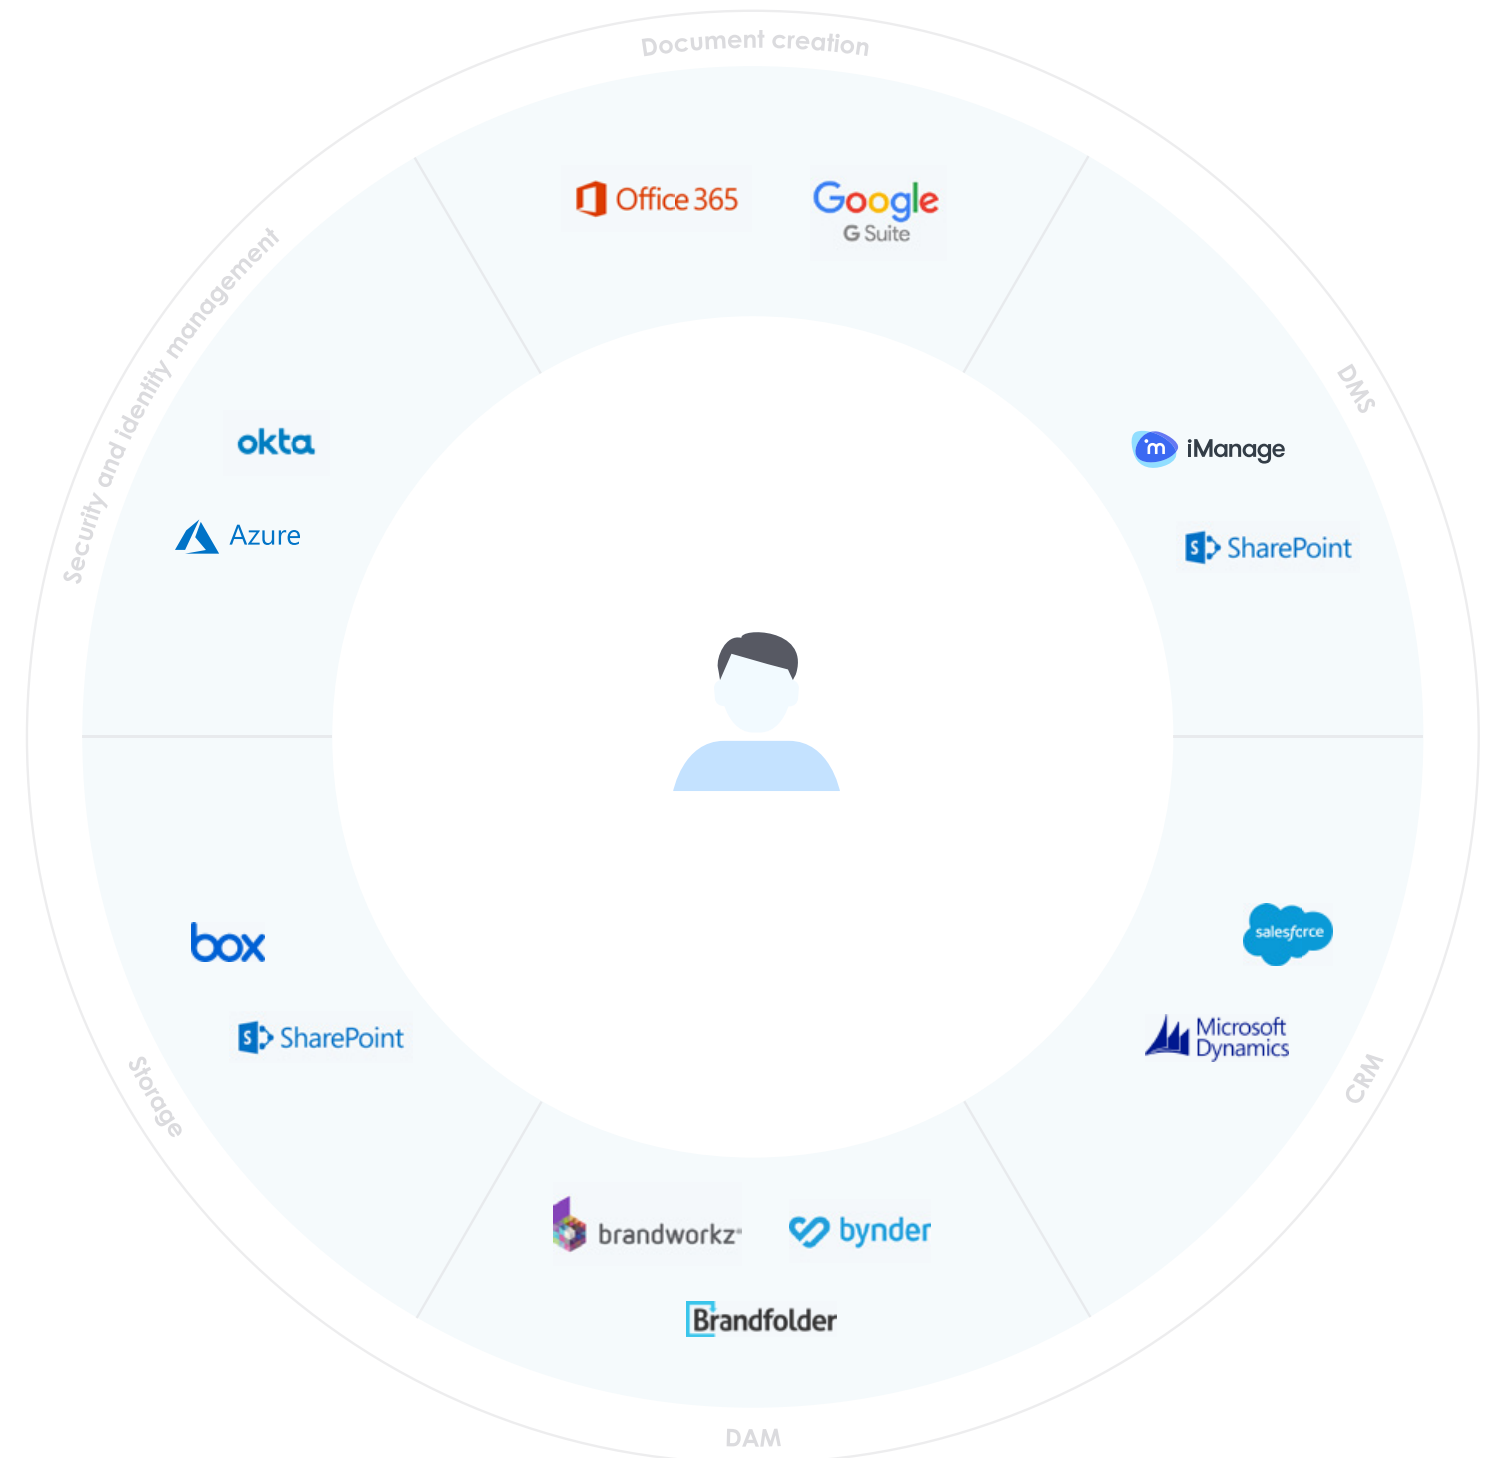 Document creation
Office 365
Google
G Suite
DMS
iManage
SharePoint
CRM
salesforce
Microsoft
Dynamics
DAM
brandworkz
bynder
Brandfolder
Storage
box
SharePoint
Security and identity management
okta
Azure